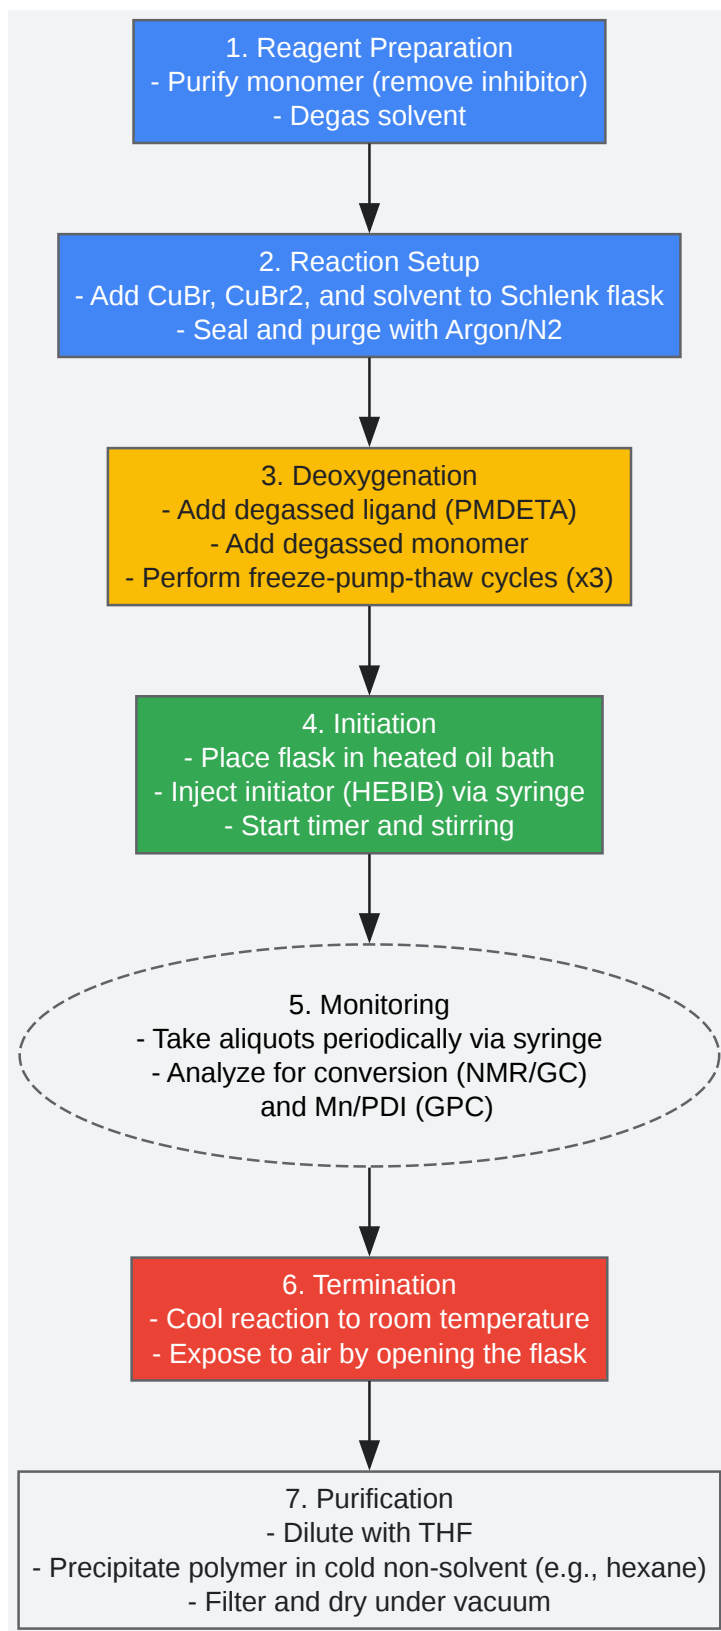 1. Reagent Preparation
- Purify monomer (remove inhibitor)
- Degas solvent
2. Reaction Setup
- Add CuBr, CuBr2, and solvent to Schlenk flask
- Seal and purge with Argon/N2
3. Deoxygenation
- Add degassed ligand (PMDETA)
- Add degassed monomer
- Perform freeze-pump-thaw cycles (x3)
4. Initiation
- Place flask in heated oil bath
- Inject initiator (HEBIB) via syringe
- Start timer and stirring
5. Monitoring
- Take aliquots periodically via syringe
- Analyze for conversion (NMR/GC)
and Mn/PDI (GPC)
6. Termination
- Cool reaction to room temperature
- Expose to air by opening the flask
7. Purification
- Dilute with THF
- Precipitate polymer in cold non-solvent (e.g., hexane)
- Filter and dry under vacuum